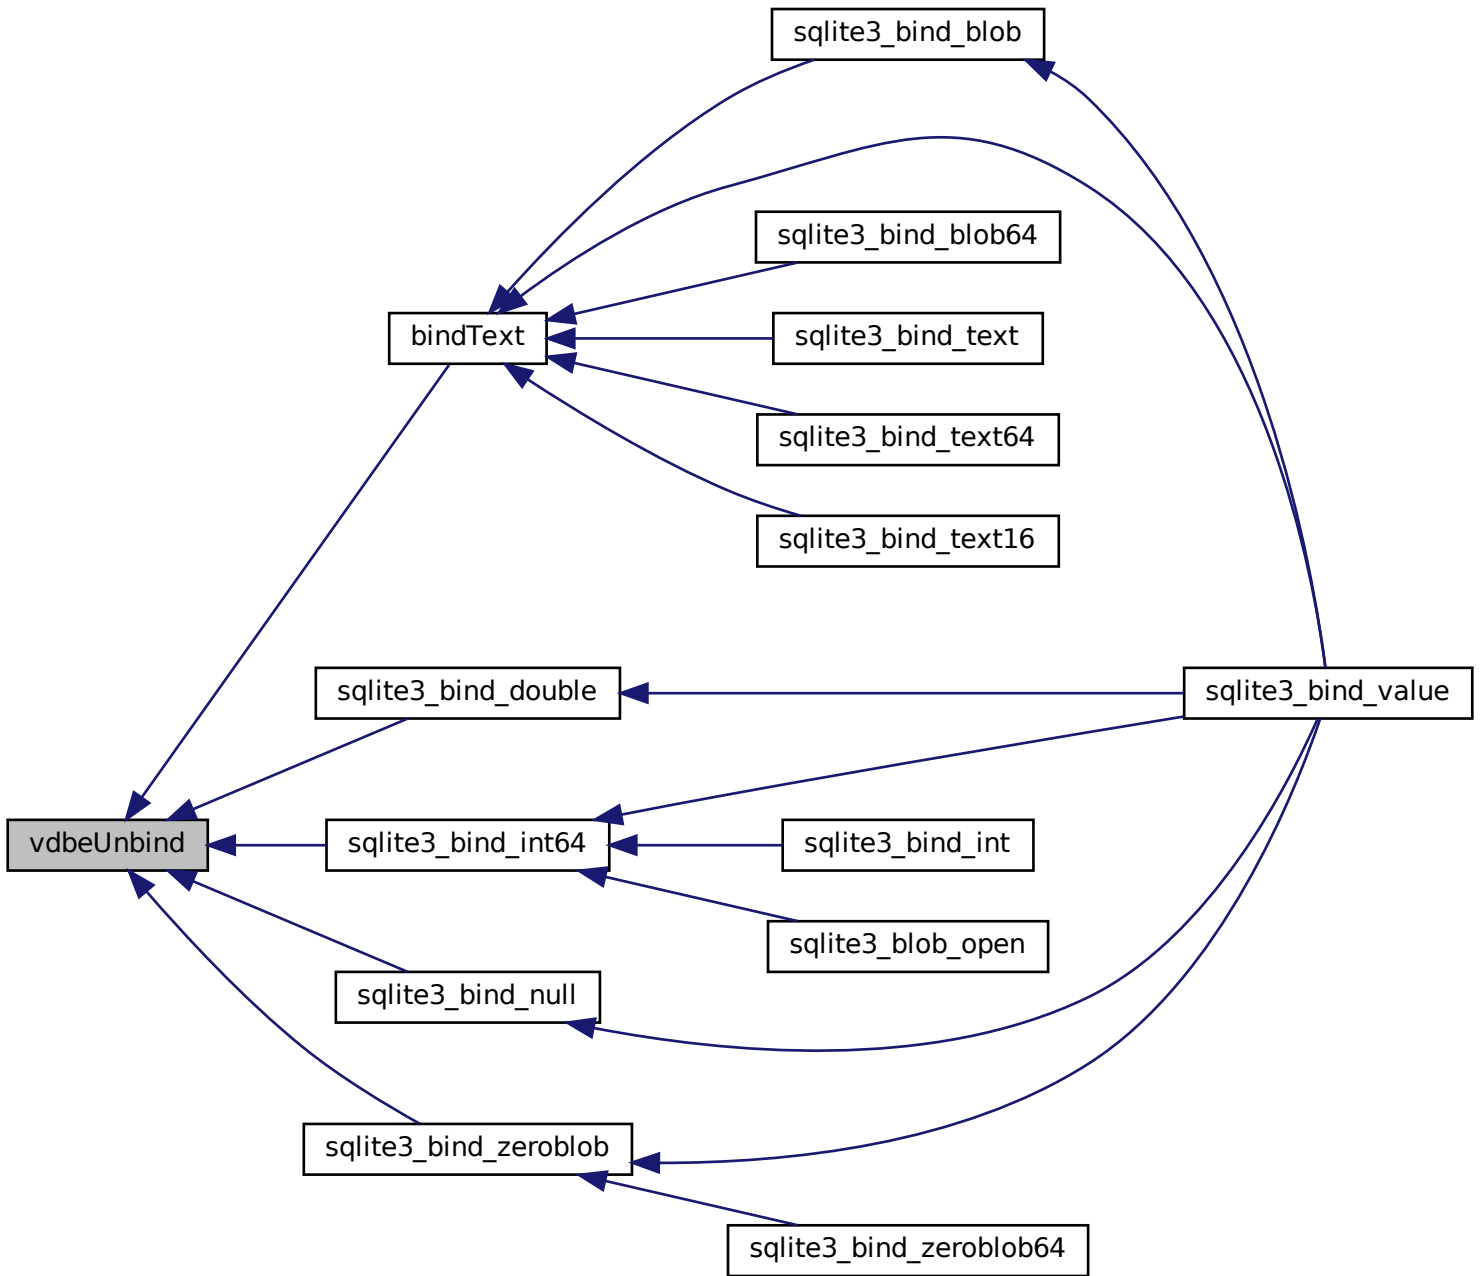 sqlite3_bind_blob
sqlite3_bind_blob64
bindText
sqlite3_bind_text
sqlite3_bind_text64
sqlite3_bind_text16
sqlite3_bind_double
sqlite3_bind_value
vdbeUnbind
sqlite3_bind_int64
sqlite3_bind_int
sqlite3_blob_open
sqlite3_bind_null
sqlite3_bind_zeroblob
sqlite3_bind_zeroblob64